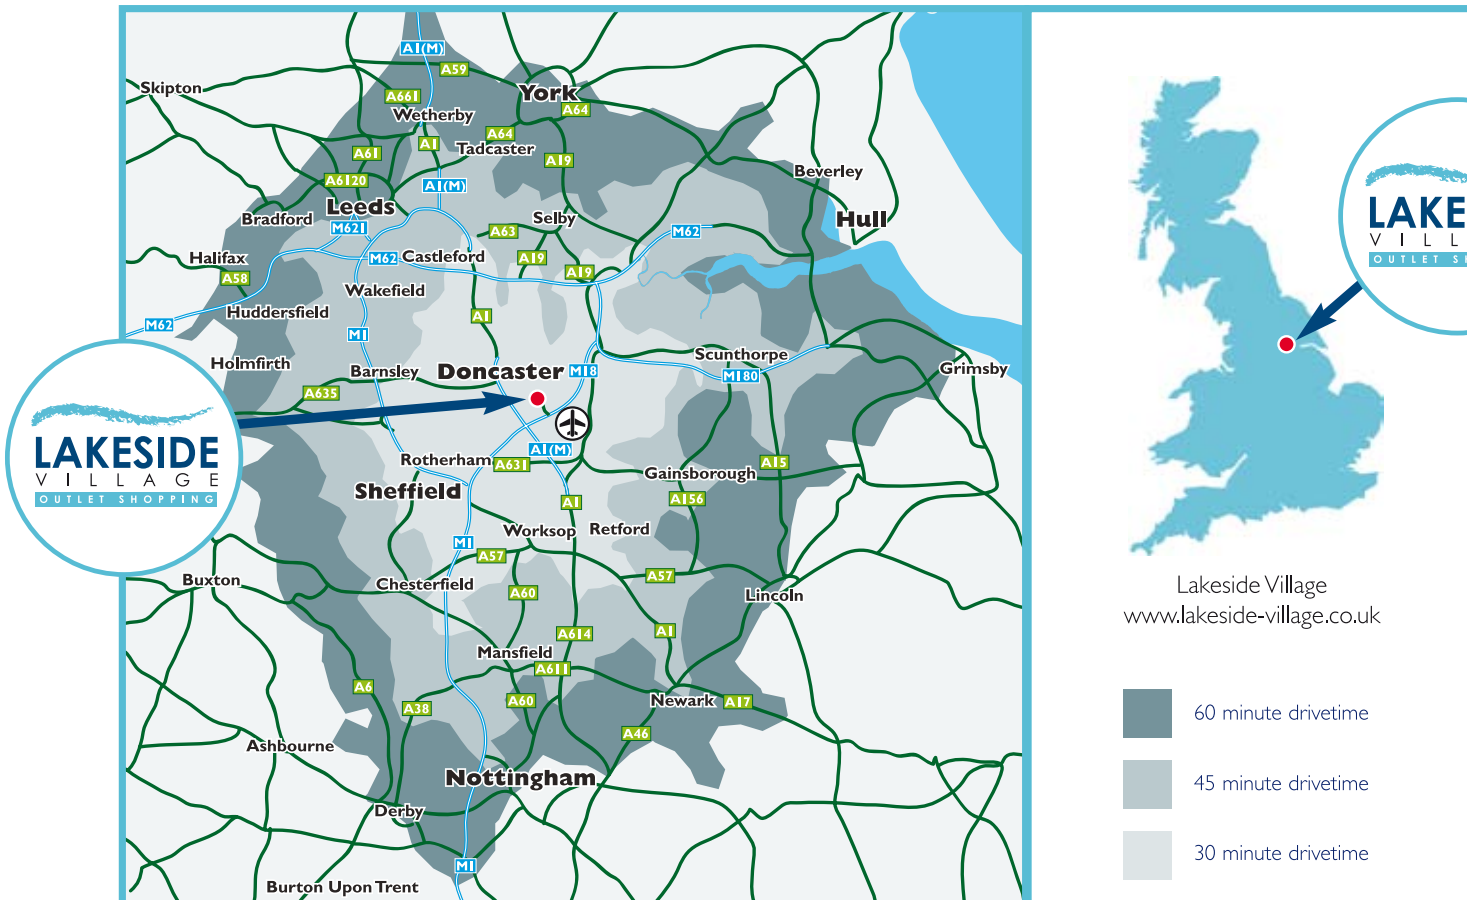 A1(M)
A59
Skipton
A661
York
A64
Wetherby
A64
A1
Tadcaster
A61
A19
A6120
A1(M)
Beverley
Leeds
Bradford
Selby
Hull
M621
A63
M62
Halifax
M62
Castleford
A19
A58
A19
Wakefield
Huddersfield
A1
M62
M1
Holmfirth
Barnsley
Doncaster
M18
Scunthorpe
M180
Grimsby
A635
LAKESIDE
VILLAGE
OUTLET SHOPPING
A1(M)
Rotherham
A631
Gainsborough
A15
Sheffield
A1
A156
Worksop
Retford
M1
A57
Buxton
Chesterfield
A57
A60
Lincoln
A614
A1
Mansfield
A611
A6
A38
A60
Newark
A17
A46
Ashbourne
Nottingham
Derby
M1
Burton Upon Trent
LAKE
VILL
OUTLET SH
Lakeside Village
www.lakeside-village.co.uk
60 minute drivetime
45 minute drivetime
30 minute drivetime